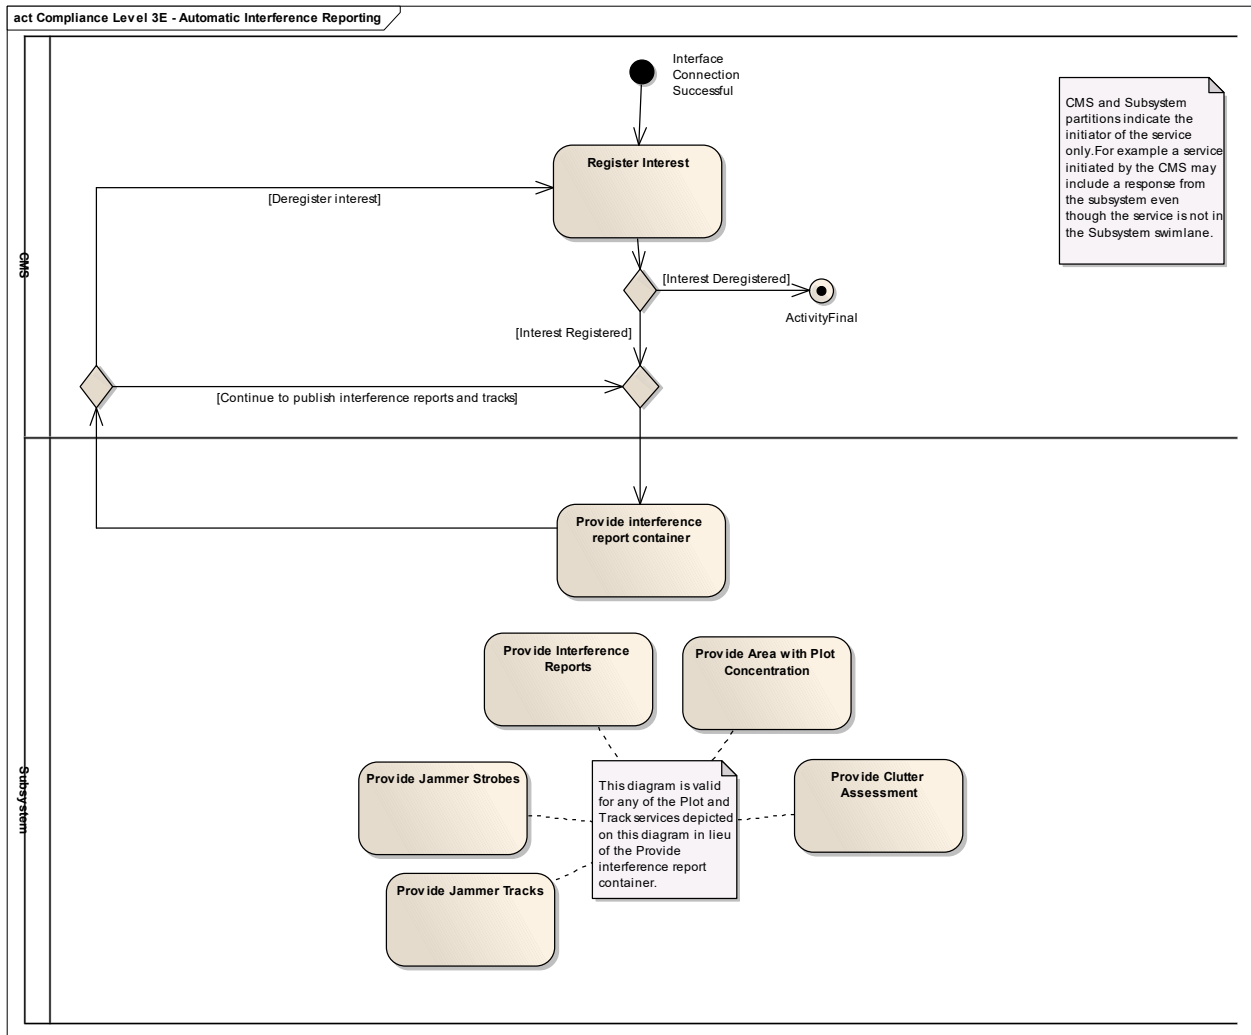 act Compliance Level 3E - Automatic Interference Reporting
Interface
Connection
Successful
CMS and Subsystem
partitions indicate the
initiator of the service
only.For example a service
initiated by the CMS may
include a response from
the subsystem even
though the service is not in
the Subsystem swimlane.
Register Interest
[Deregister interest]
[Interest Deregistered]
ActivityFinal
[Interest Registered]
[Continue to publish interference reports and tracks]
CMS
Provide interference
report container
Provide Interference
Reports
Provide Area with Plot
Concentration
Provide Jammer Strobes
This diagram is valid
for any of the Plot and
Track services depicted
on this diagram in lieu
of the Provide
interference report
container.
Provide Clutter
Assessment
Provide Jammer Tracks
Subsystem